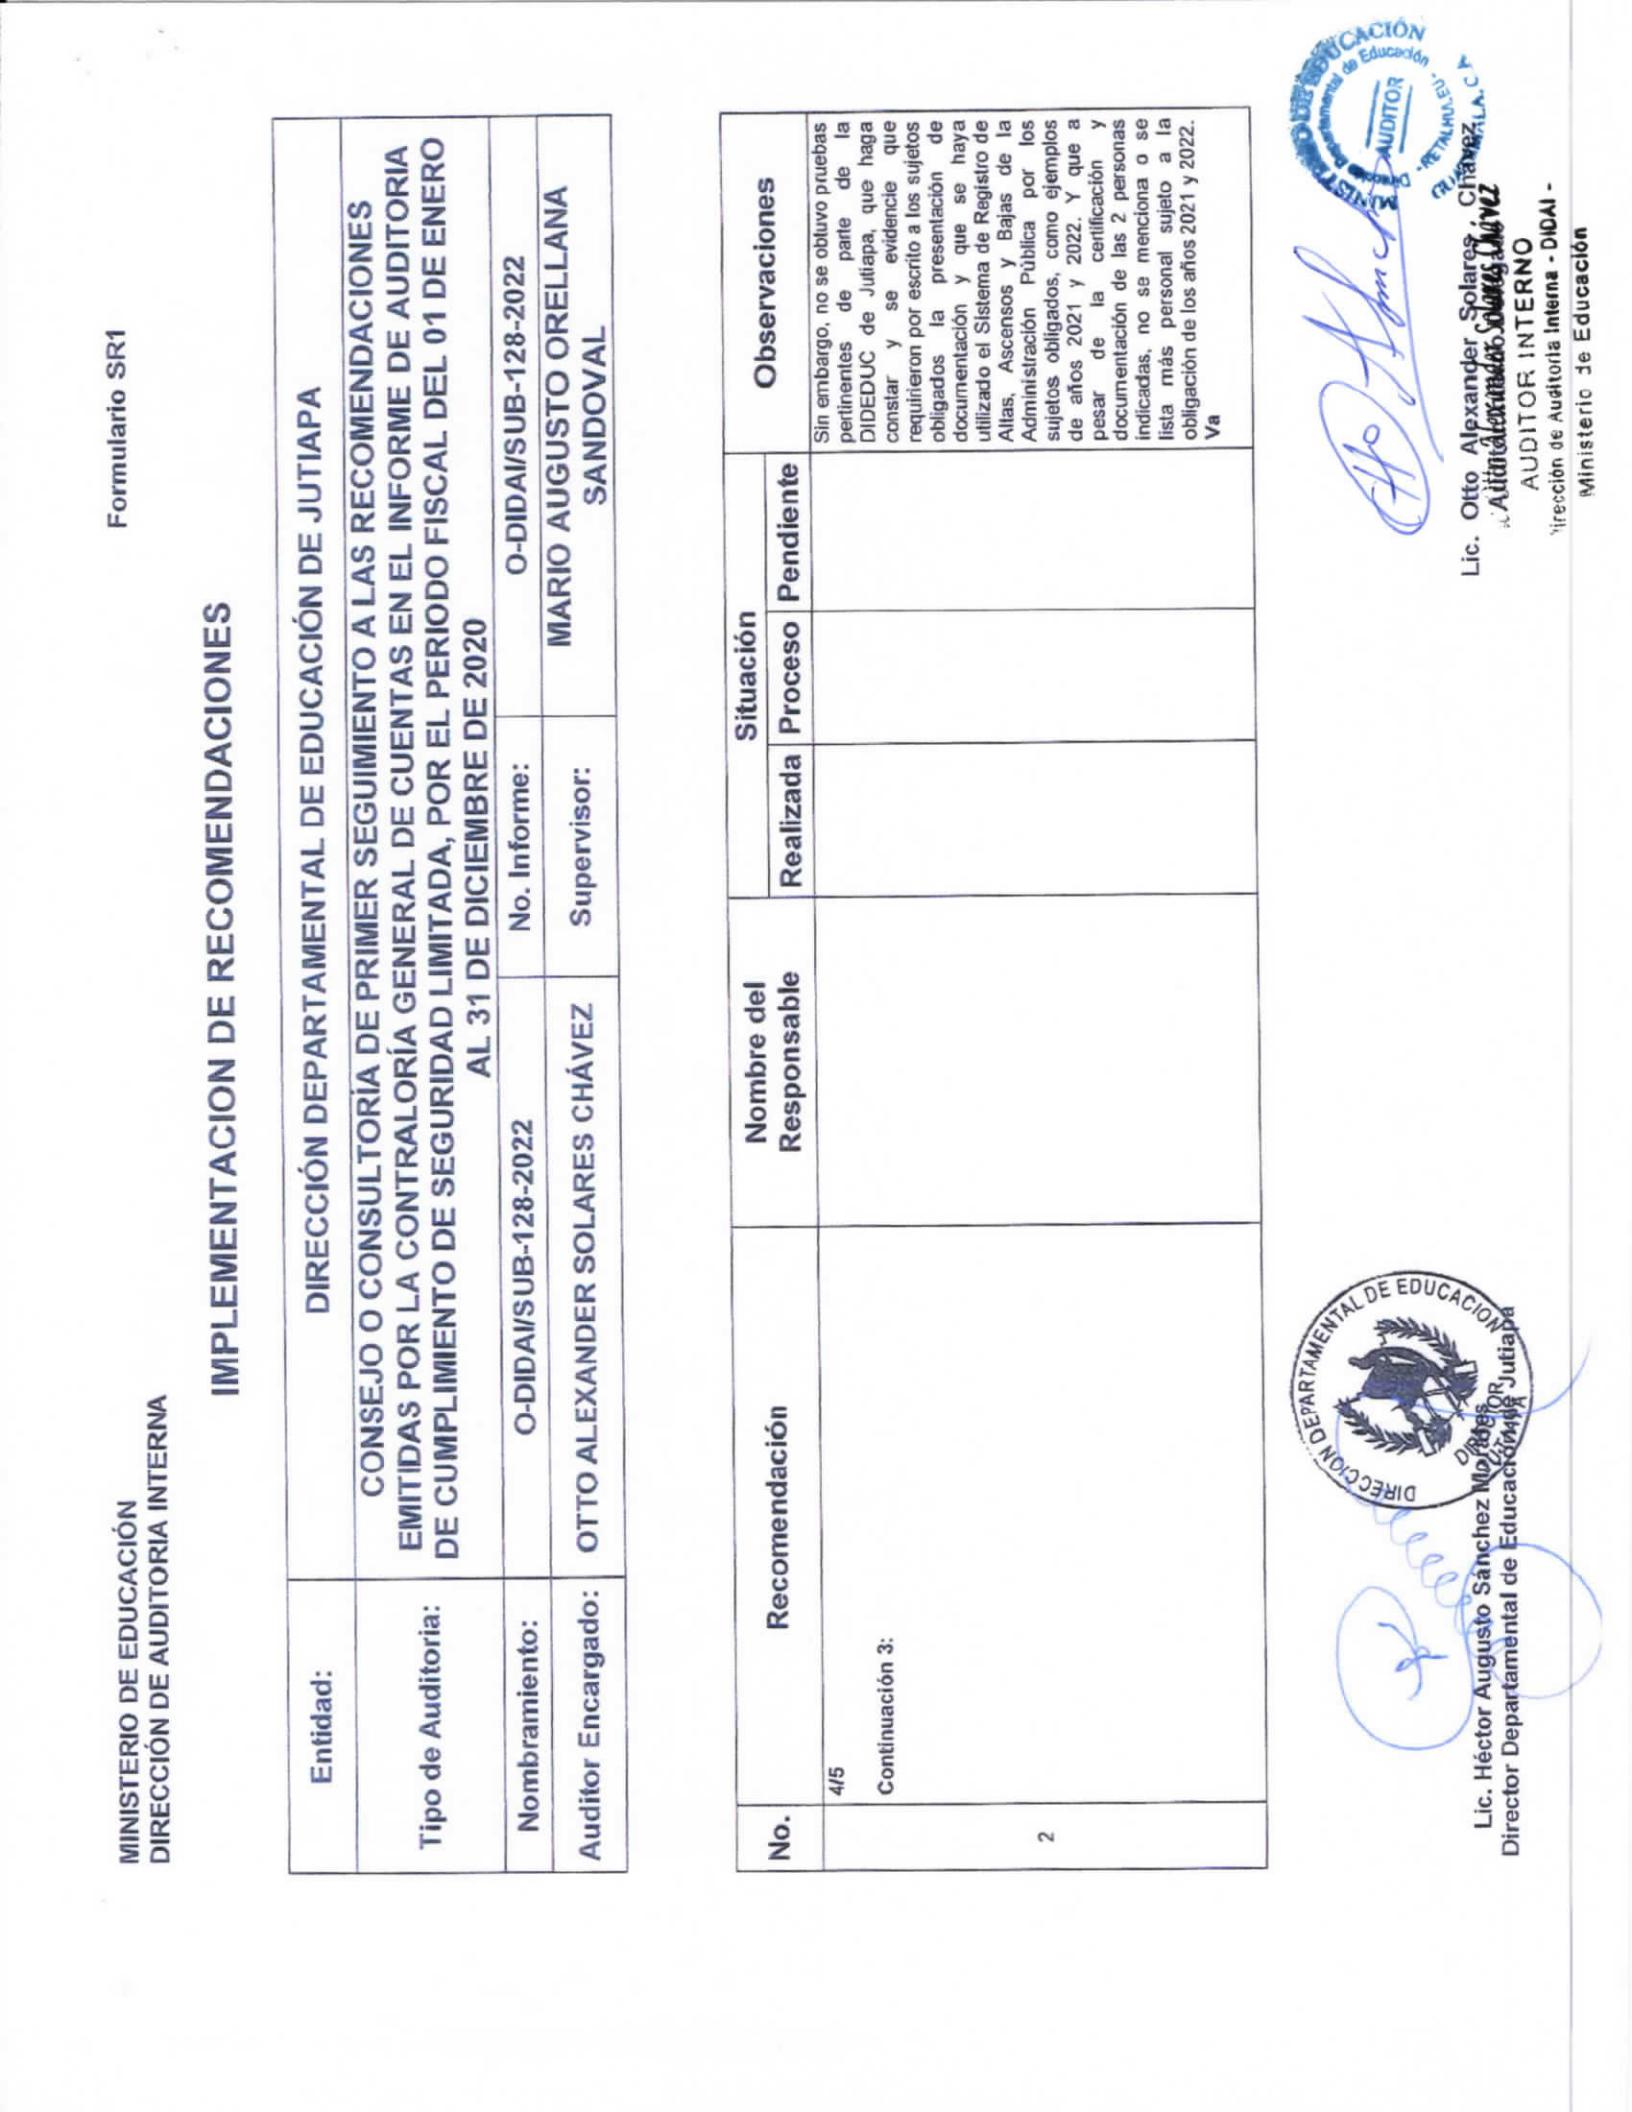 MINISTERIO DE EDUCACIÓN
DIRECCIÓN DE AUDITORIA INTERNA
Formulario SR1
IMPLEMENTACION DE RECOMENDACIONES
Entidad:
DIRECCIÓN DEPARTAMENTAL DE EDUCACIÓN DE JUTIAPA
Tipo de Auditoria:
CONSEJO O CONSULTORÍA DE PRIMER SEGUIMIENTO A LAS RECOMENDACIONES
EMITIDAS POR LA CONTRALORÍA GENERAL DE CUENTAS EN EL INFORME DE AUDITORIA
DE CUMPLIMIENTO DE SEGURIDAD LIMITADA, POR EL PERIODO FISCAL DEL 01 DE ENERO
AL 31 DE DICIEMBRE DE 2020
Nombramiento:
O-DIDAI/SUB-128-2022
No. Informe:
O-DIDAI/SUB-128-2022
Auditor Encargado:
OTTO ALEXANDER SOLARES CHÁVEZ
Supervisor:
MARIO AUGUSTO ORELLANA
SANDOVAL
No.
Recomendación
Nombre del
Responsable
Situación
Realizada
Proceso
Pendiente
Observaciones
2
4/5
Continuación 3:
Sin embargo, no se obtuvo pruebas
pertinentes de parte de la
DIDEDUC de Jutiapa, que haga
constar y se evidencie que
requirieron por escrito a los sujetos
obligados la presentación de
documentación y que se haya
utilizado el Sistema de Registro de
Altas, Ascensos y Bajas de la
Administración Pública por los
sujetos obligados, como ejemplos
de años 2021 y 2022. Y que a
pesar de la certificación y
documentación de las 2 personas
indicadas, no se menciona o se
lista más personal sujeto a la
obligación de los años 2021 y 2022.
Va
DIRECCION DEPARTAMENTAL DE EDUCACION
Lic. Héctor Augusto Sánchez
Director Departamental de Educación de Jutiapa
MINISTERIO DE EDUCACIÓN
Dirección Departamental de Educación
AUDITOR
-RETALHULEU-
Lic. Otto Alexander Solares Chávez
AUDITOR INTERNO
irección de Auditoria Interna - DIDAI -
Ministerio de Educación